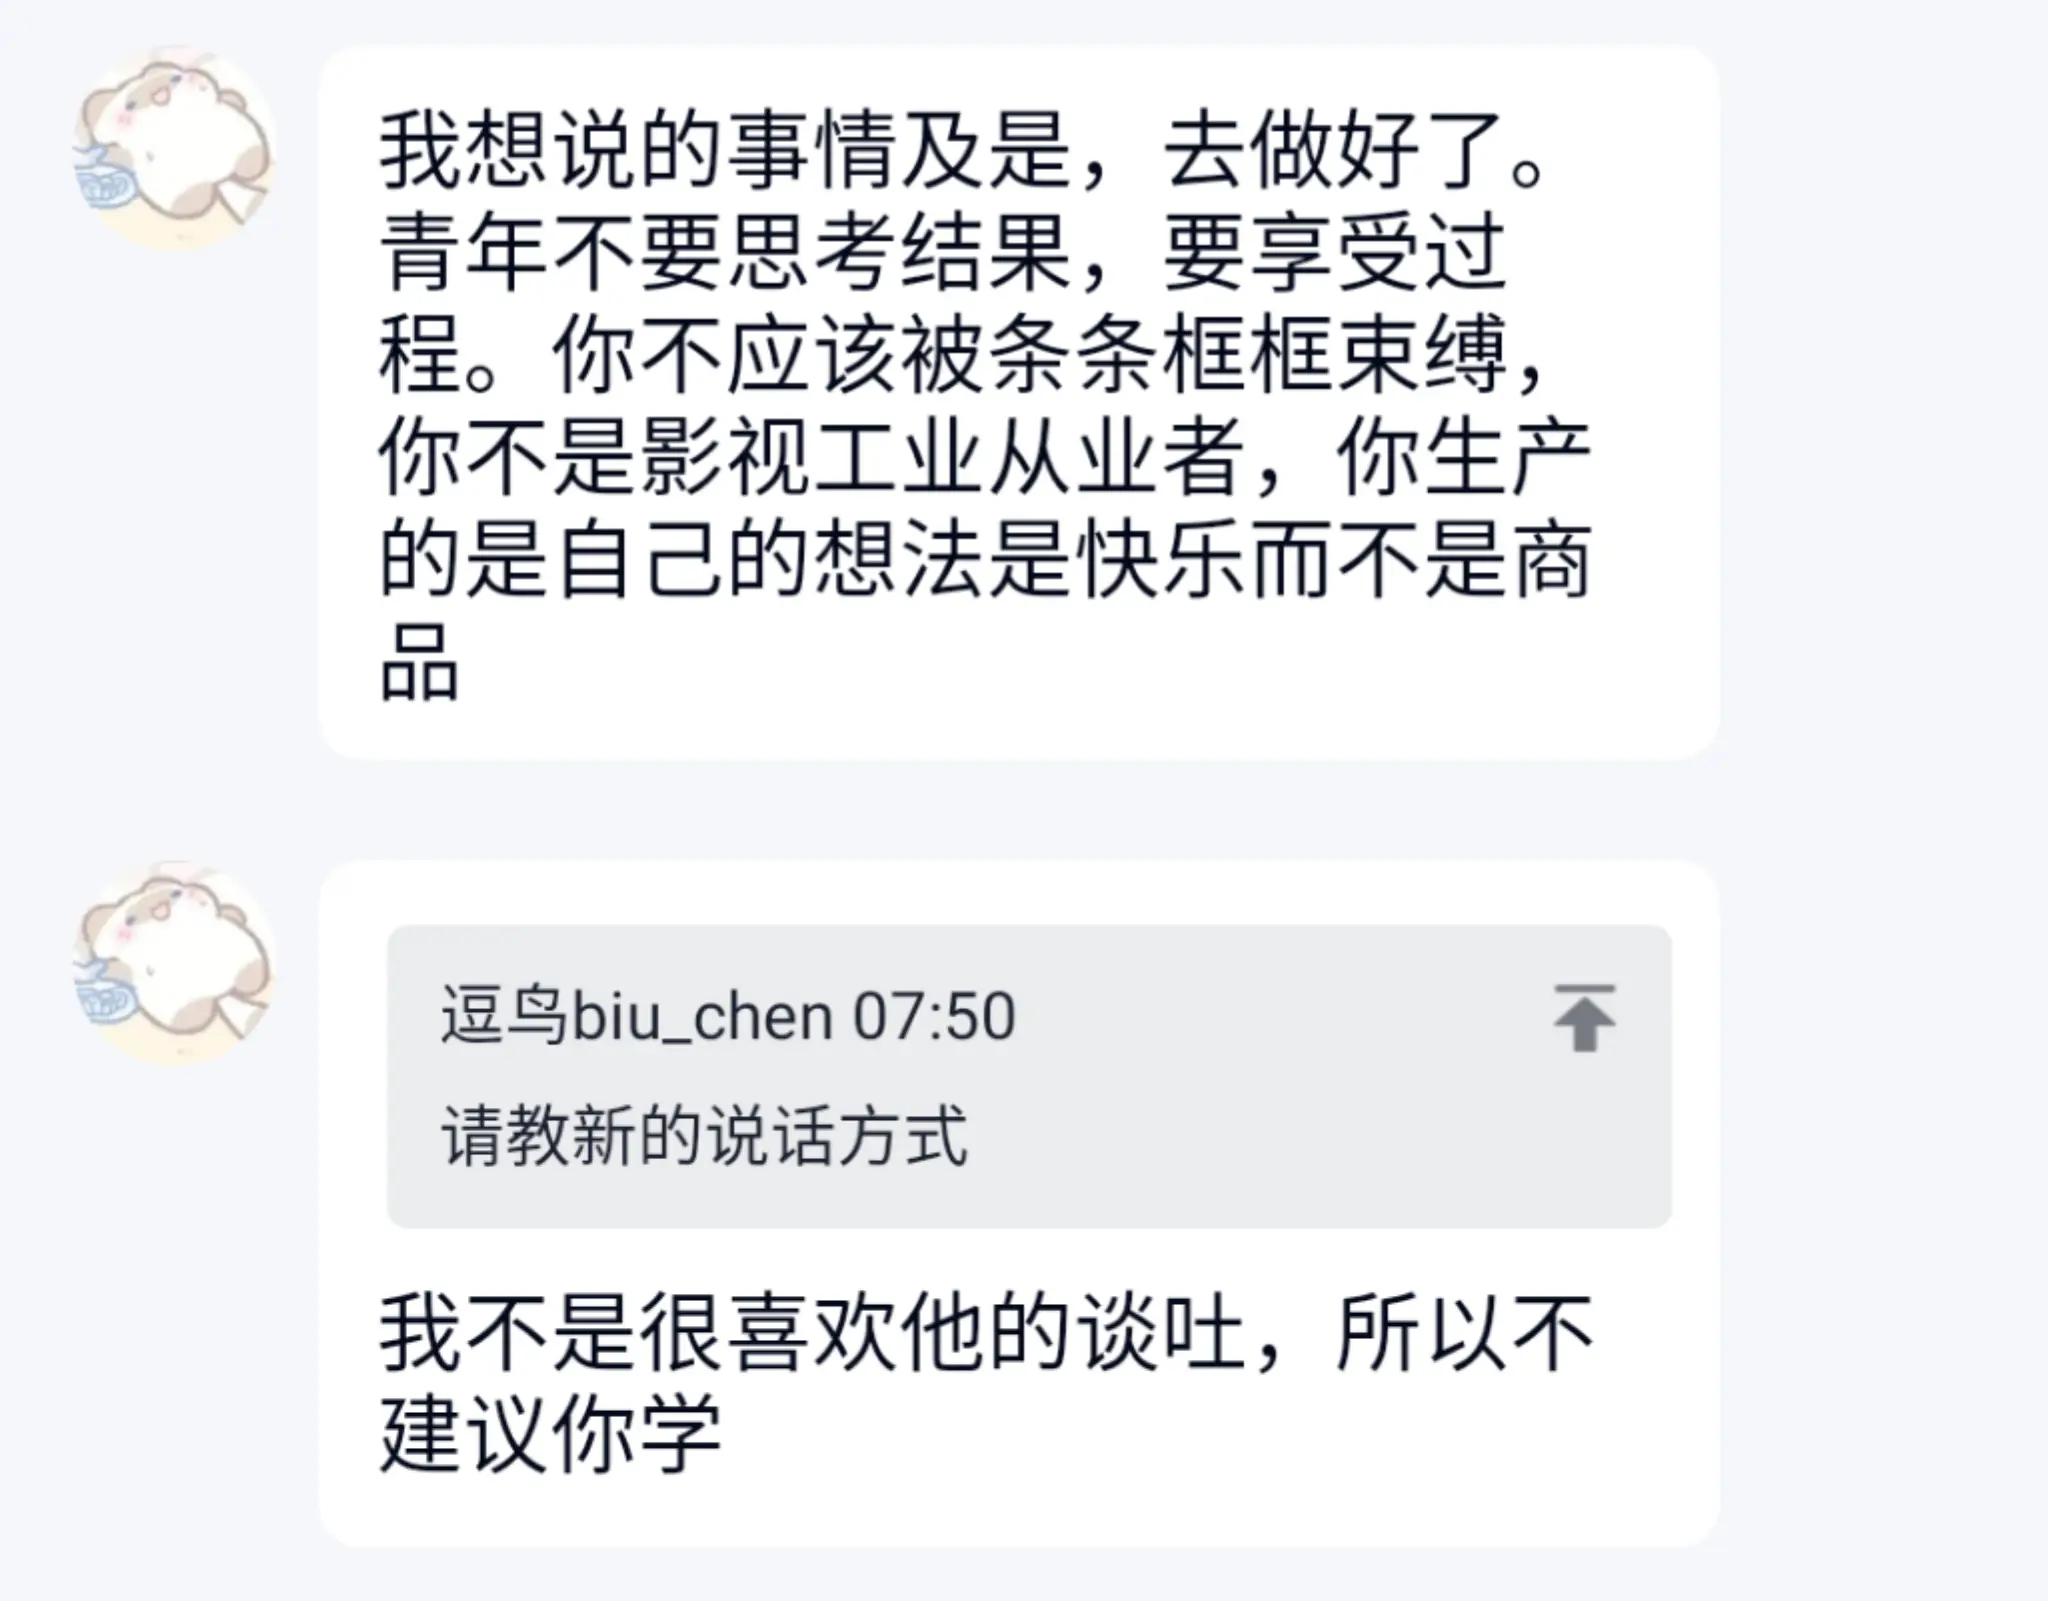 我想说的事情及是，去做好了。
青年不要思考结果，要享受过
程。你不应该被条条框框束缚，
你不是影视工业从业者，你生产
的是自己的想法是快乐而不是商
品
逗鸟biu_chen 07:50
请教新的说话方式
我不是很喜欢他的谈吐，所以不
建议你学